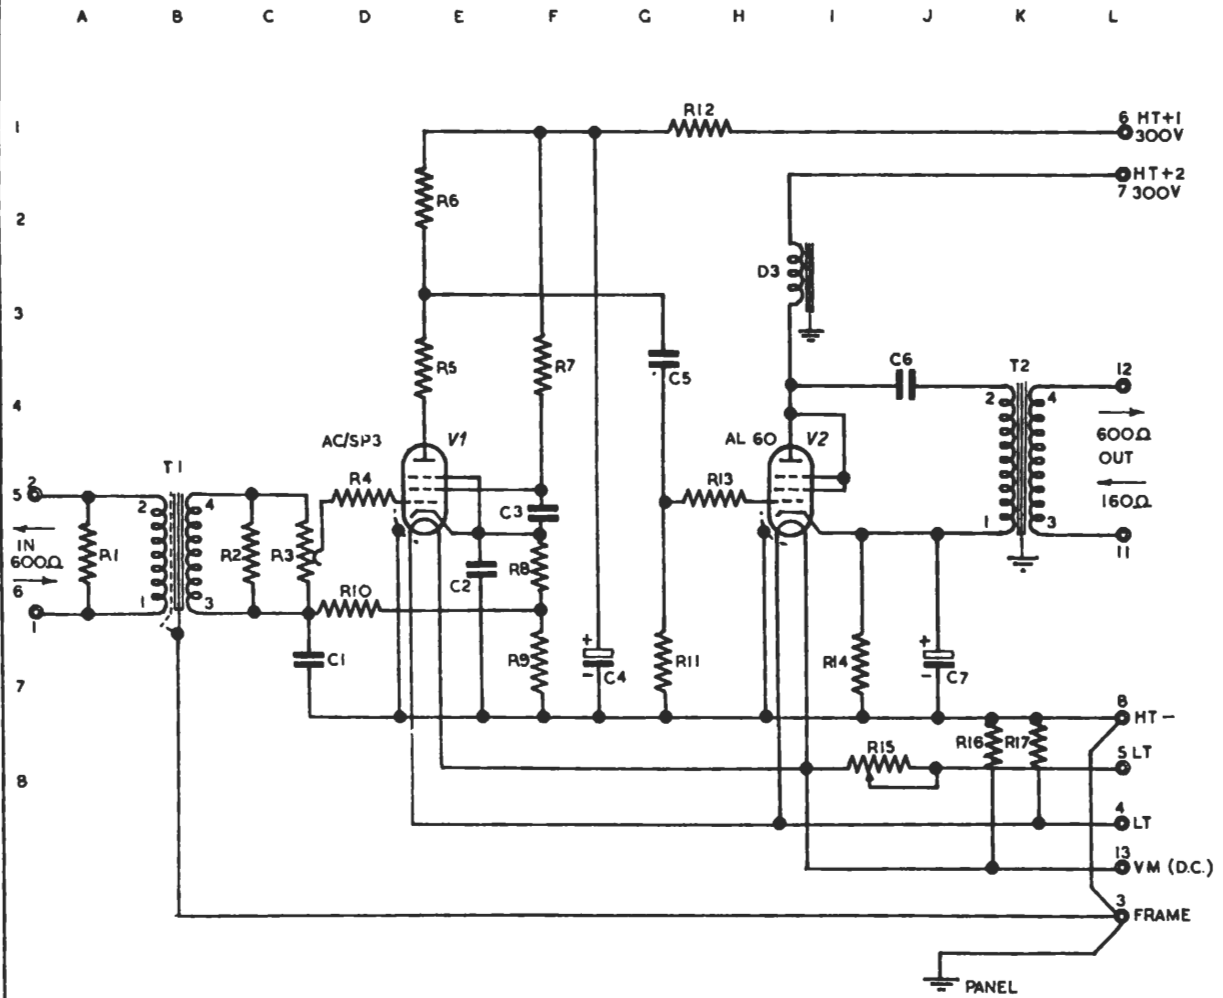 A B C D E F G H I J K L
1
R12
6 HT+1
300V
HT+2
7 300V
2
R6
D3
3
R5
R7
C5
C6
T2
12
4
2
4
600Ω
OUT
160Ω
AC/SP3
V1
AL 60
V2
T1
R4
R13
5
2
2
4
C3
1
3
11
IN
600Ω
R1
R2
R3
C2
R8
6
R10
1
1
3
C1
R9
+
-
C4
R11
R14
+
-
C7
7
8
HT-
R16
R17
R15
5 LT
8
4
LT
13
VM (D.C.)
3
FRAME
PANEL